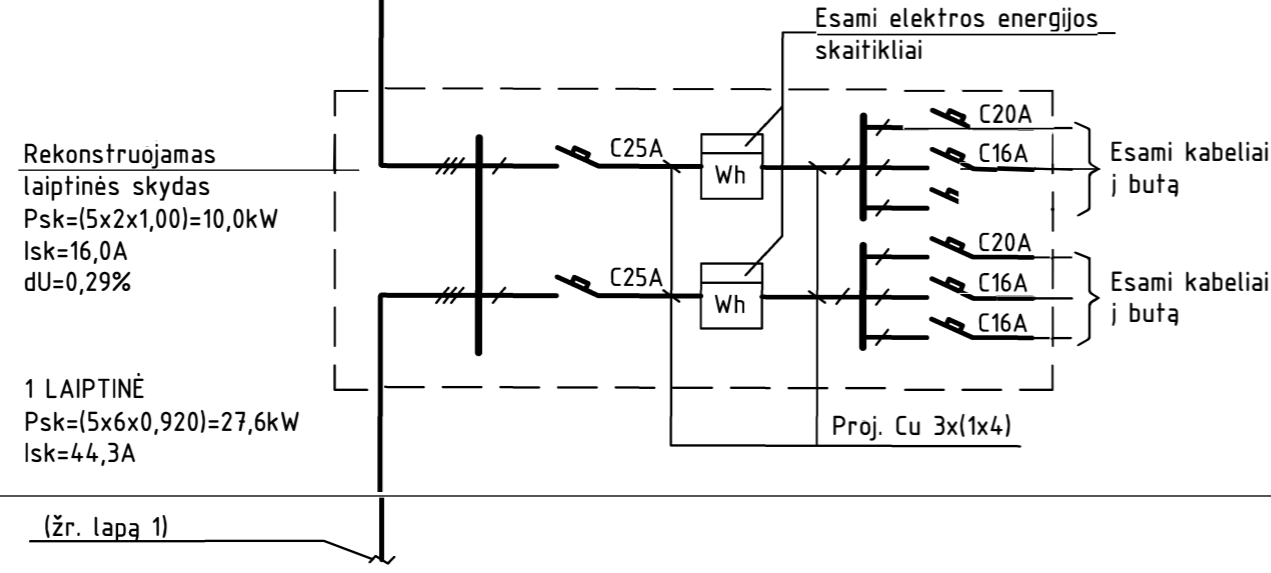 Esami elektros energijos
skaitikliai
Rekonstruojamas
laiptinės skydas
Psk=(5x2x1,00)=10,0kW
Isk=16,0A
dU=0,29%
C25A
Wh
C20A
C16A
Esami kabeliai
į butą
C25A
Wh
C20A
C16A
C16A
Esami kabeliai
į butą
1 LAIPTINĖ
Psk=(5x6x0,920)=27,6kW
Isk=44,3A
Proj. Cu 3x(1x4)
(žr. lapą 1)